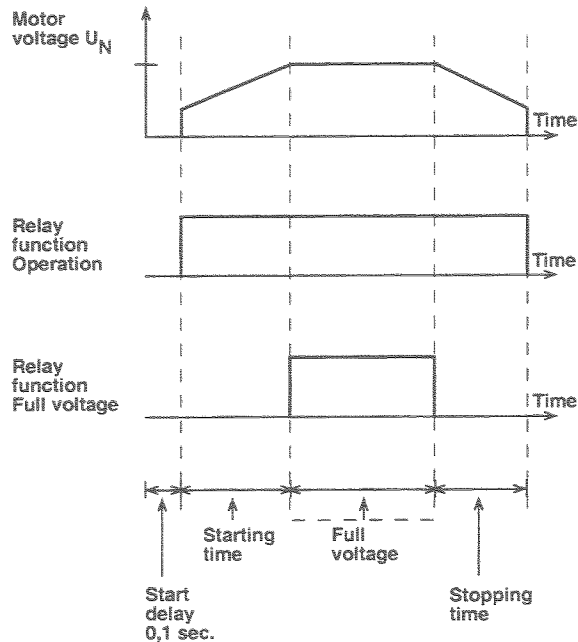 Motor
voltage U_N
Time
Relay
function
Operation
Time
Relay
function
Full voltage
Time
Starting
time
Full
voltage
Start
delay
0,1 sec.
Stopping
time